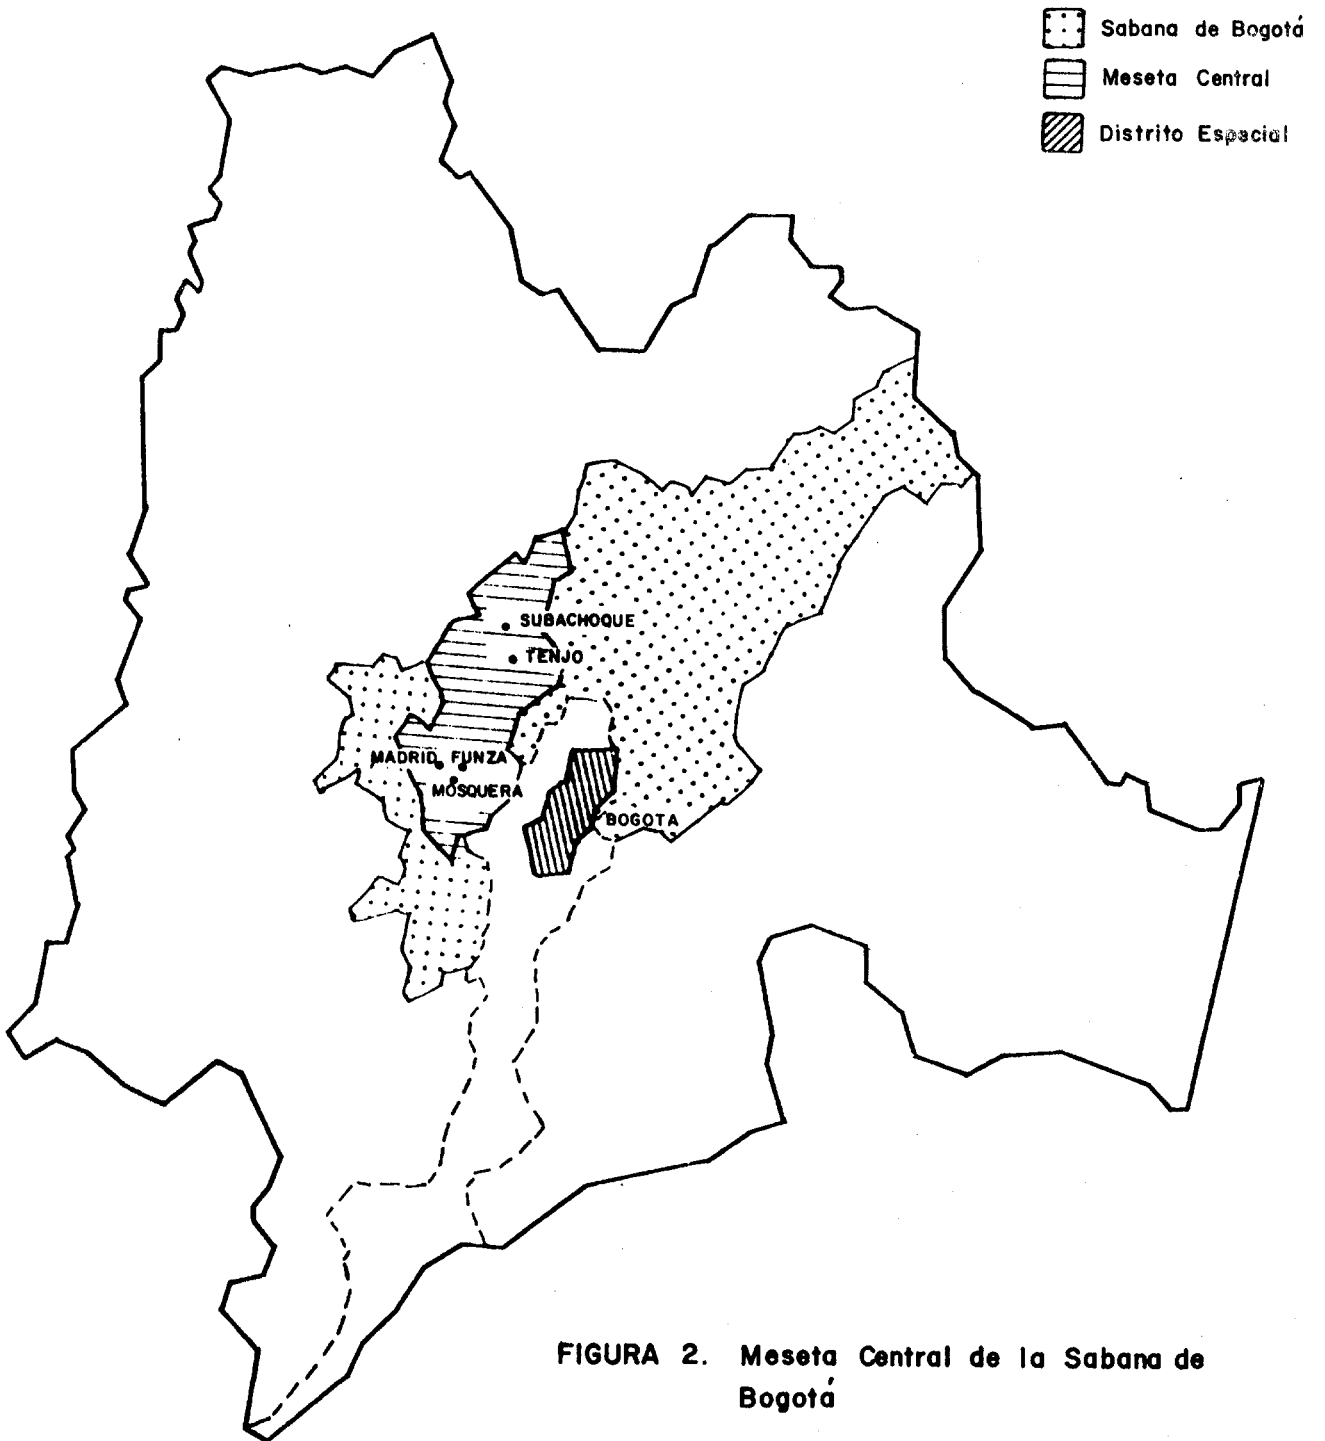 Sabana de Bogotá
Meseta Central
Distrito Espacial
SUBACHOQUE
TENJO
MADRID FUNZA
MOSQUERA
BOGOTA
FIGURA 2. Meseta Central de la Sabana de
Bogotá